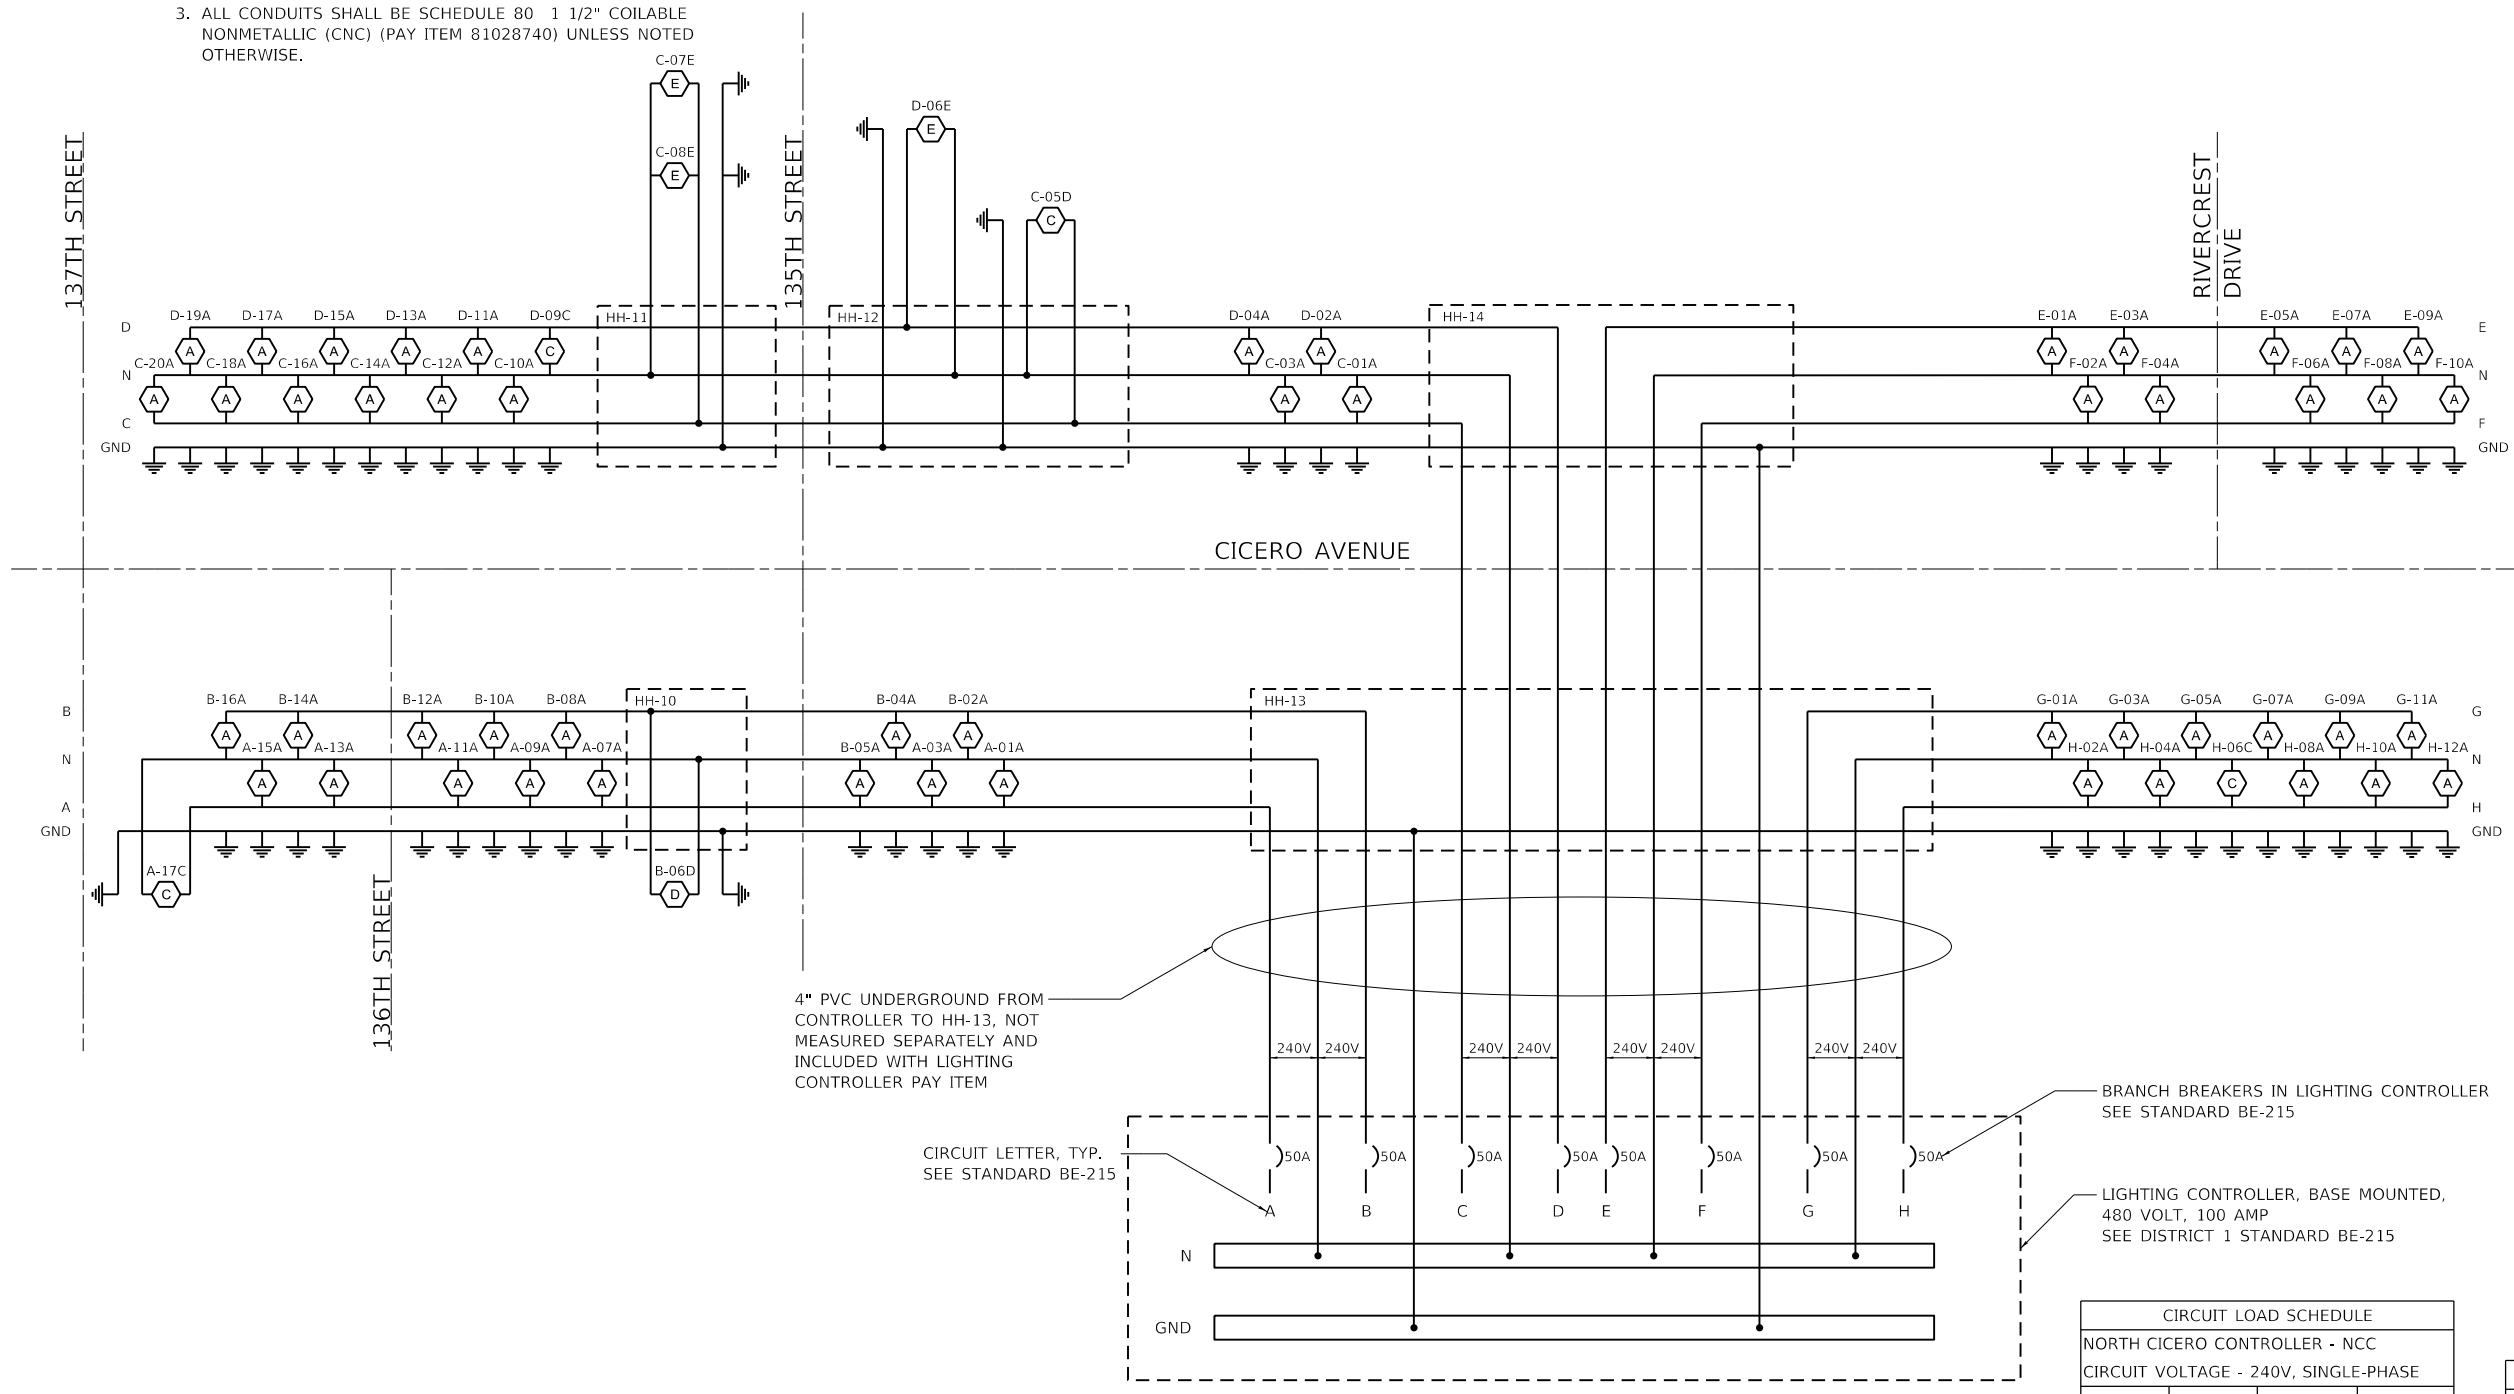 3. ALL CONDUITS SHALL BE SCHEDULE 80 1 1/2" COILABLE
NONMETALLIC (CNC) (PAY ITEM 81028740) UNLESS NOTED
OTHERWISE.
C-07E
E
C-08E
E
D-06E
E
C-05D
C
137TH STREET
135TH STREET
RIVERCREST
DRIVE
HH-11
HH-12
HH-14
D D-19A D-17A D-15A D-13A D-11A D-09C D-04A D-02A E-01A E-03A E-05A E-07A E-09A E
A A A A A C A A A A A A A
N C-20A C-18A C-16A C-14A C-12A C-10A C-03A C-01A F-02A F-04A F-06A F-08A F-10A N
A A A A A A A A A A A A A
C F
GND GND
CICERO AVENUE
HH-10
HH-13
B B-16A B-14A B-12A B-10A B-08A B-04A B-02A G-01A G-03A G-05A G-07A G-09A G-11A G
A A A A A A A A A A A A A
N A-15A A-13A A-11A A-09A A-07A B-05A A-03A A-01A H-02A H-04A H-06C H-08A H-10A H-12A N
A A A A A A A A A A C A A A
A H
GND GND
A-17C
C
B-06D
D
136TH STREET
4" PVC UNDERGROUND FROM
CONTROLLER TO HH-13, NOT
MEASURED SEPARATELY AND
INCLUDED WITH LIGHTING
CONTROLLER PAY ITEM
240V 240V 240V 240V 240V 240V 240V 240V
BRANCH BREAKERS IN LIGHTING CONTROLLER
SEE STANDARD BE-215
CIRCUIT LETTER, TYP.
SEE STANDARD BE-215
50A 50A 50A 50A 50A 50A 50A 50A
A B C D E F G H
LIGHTING CONTROLLER, BASE MOUNTED,
480 VOLT, 100 AMP
SEE DISTRICT 1 STANDARD BE-215
N
GND
CIRCUIT LOAD SCHEDULE
NORTH CICERO CONTROLLER - NCC
CIRCUIT VOLTAGE - 240V, SINGLE-PHASE